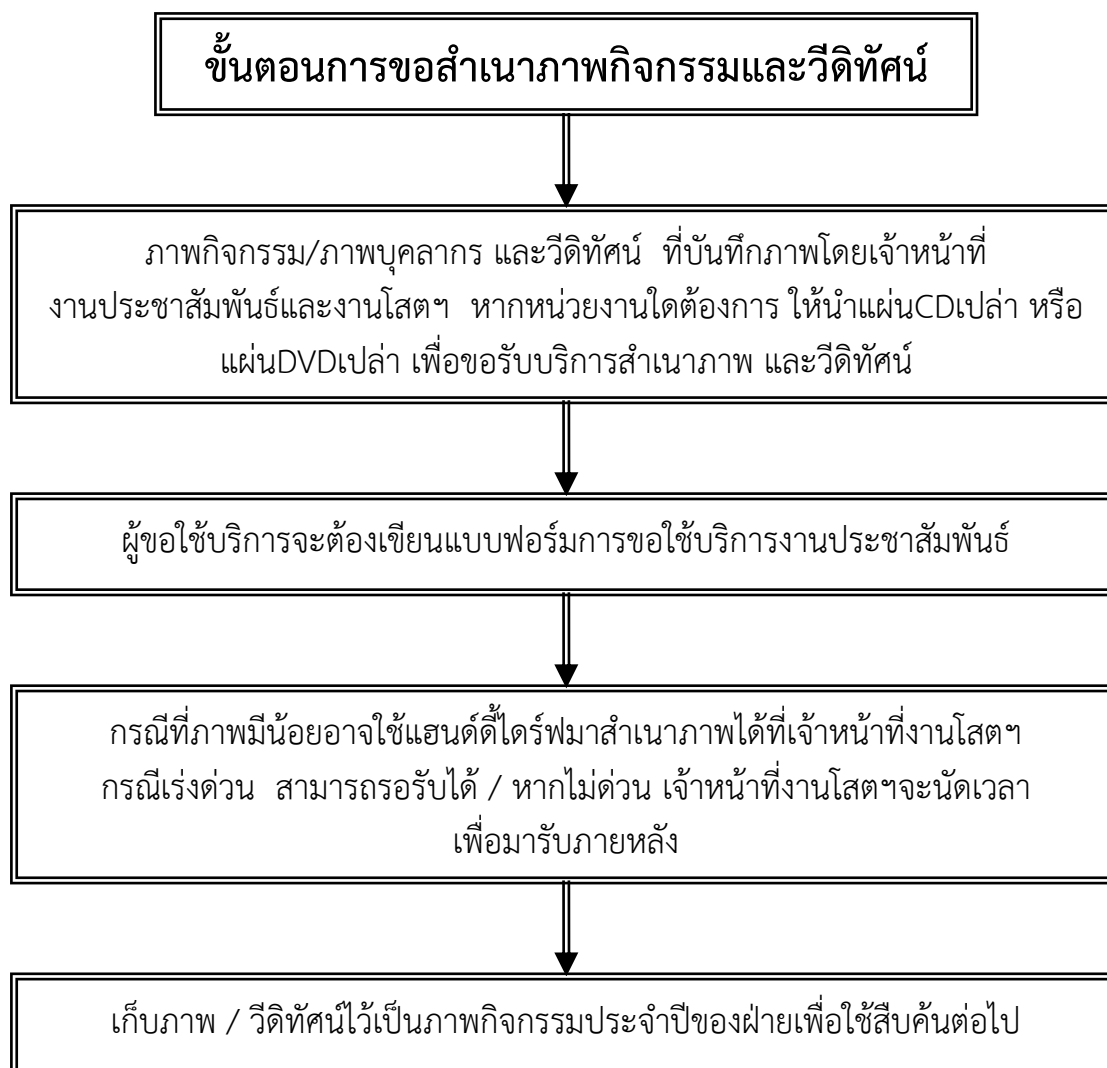 ขั้นตอนการขอสำเนาภาพกิจกรรมและวีดิทัศน์
ภาพกิจกรรม/ภาพบุคลากร และวีดิทัศน์ ที่บันทึกภาพโดยเจ้าหน้าที่
งานประชาสัมพันธ์และงานโสตฯ หากหน่วยงานใดต้องการ ให้นำแผ่นCDเปล่า หรือ
แผ่นDVDเปล่า เพื่อขอรับบริการสำเนาภาพ และวีดิทัศน์
ผู้ขอใช้บริการจะต้องเขียนแบบฟอร์มการขอใช้บริการงานประชาสัมพันธ์
กรณีที่ภาพมีน้อยอาจใช้แฮนด์ดี้ไดร์ฟมาสำเนาภาพได้ที่เจ้าหน้าที่งานโสตฯ
กรณีเร่งด่วน สามารถรอรับได้ / หากไม่ด่วน เจ้าหน้าที่งานโสตฯจะนัดเวลา
เพื่อมารับภายหลัง
เก็บภาพ / วีดิทัศน์ไว้เป็นภาพกิจกรรมประจำปีของฝ่ายเพื่อใช้สืบค้นต่อไป